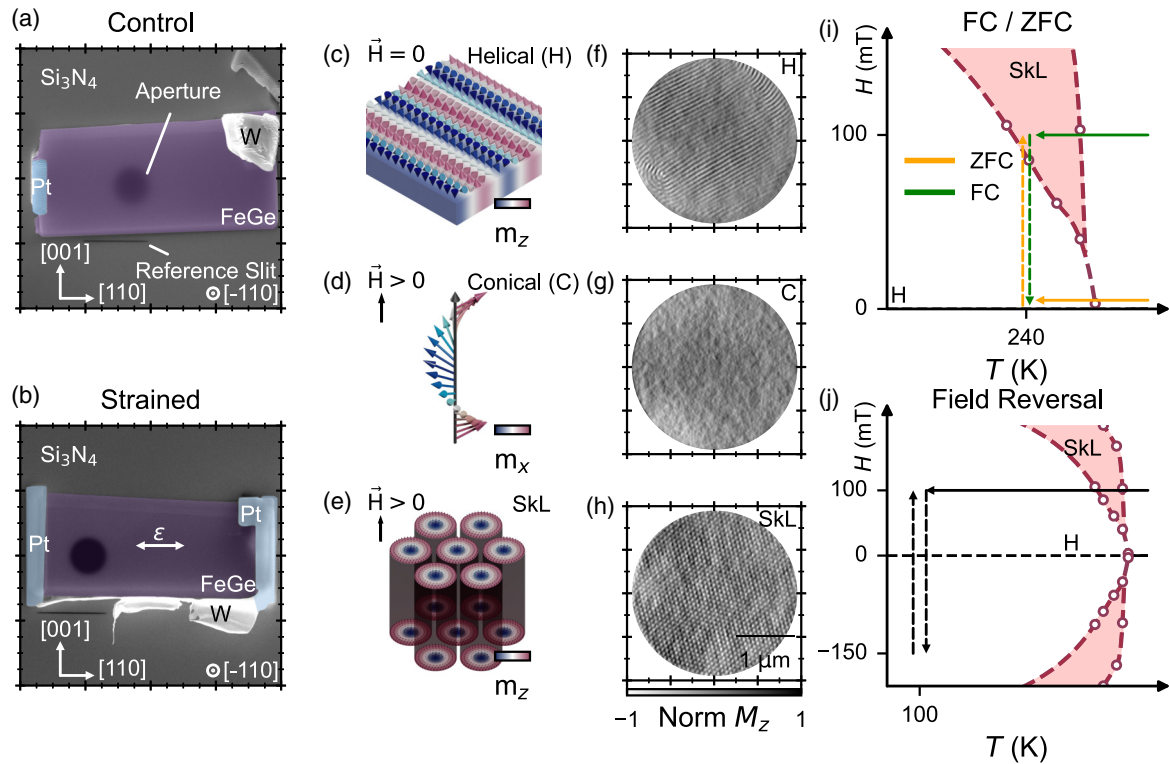 (a)
Control
Si3N4
Aperture
W
Pt
FeGe
[001]
Reference Slit
[110]
[-110]
(b)
Strained
Si3N4
Pt
Pt
ε
FeGe
W
[001]
[110]
[-110]
(c)
H⃗ = 0
Helical (H)
mz
(d)
H⃗ > 0
Conical (C)
mx
(e)
H⃗ > 0
SkL
mz
(f)
H
(g)
C
(h)
SkL
1 μm
−1
Norm Mz
1
(i)
FC / ZFC
H (mT)
SkL
100
ZFC
FC
H
0
240
T (K)
(j)
Field Reversal
H (mT)
SkL
100
H
0
−150
100
T (K)